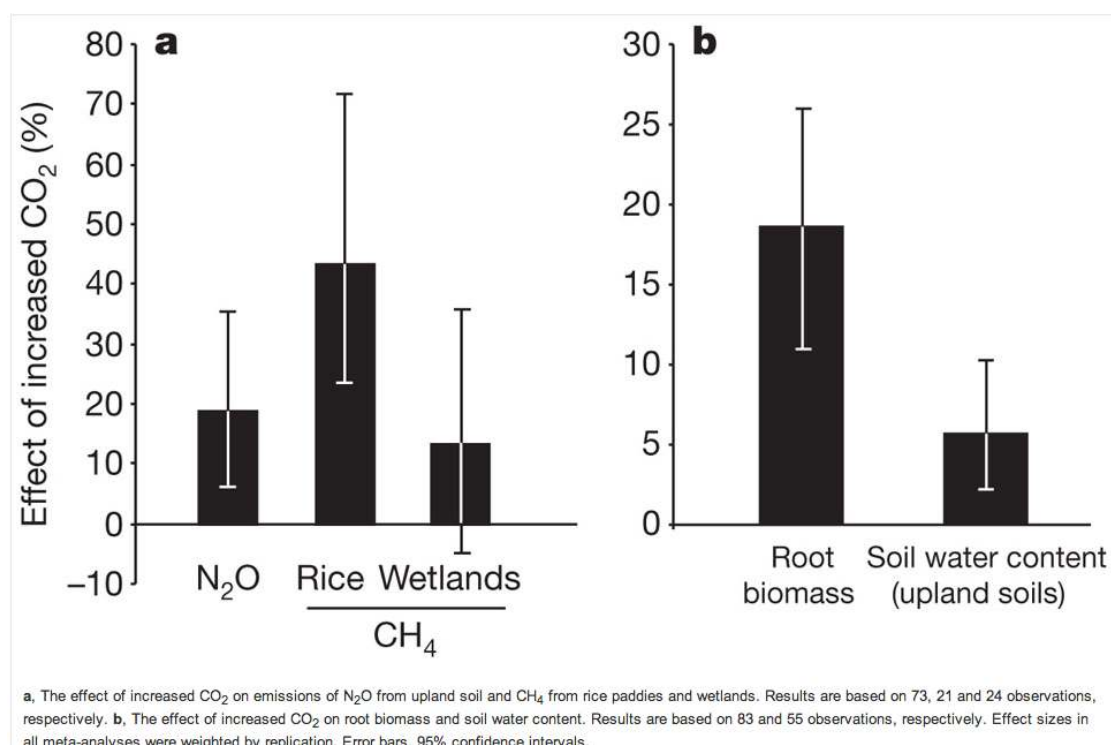 a
b
Effect of increased CO₂ (%)
80
70
60
50
40
30
20
10
0
−10
N₂O
Rice
Wetlands
CH₄
30
25
20
15
10
5
0
Root
biomass
Soil water content
(upland soils)
a, The effect of increased CO₂ on emissions of N₂O from upland soil and CH₄ from rice paddies and wetlands. Results are based on 73, 21 and 24 observations,
respectively. b, The effect of increased CO₂ on root biomass and soil water content. Results are based on 83 and 55 observations, respectively. Effect sizes in
all meta-analyses were weighted by replication. Error bars, 95% confidence intervals.